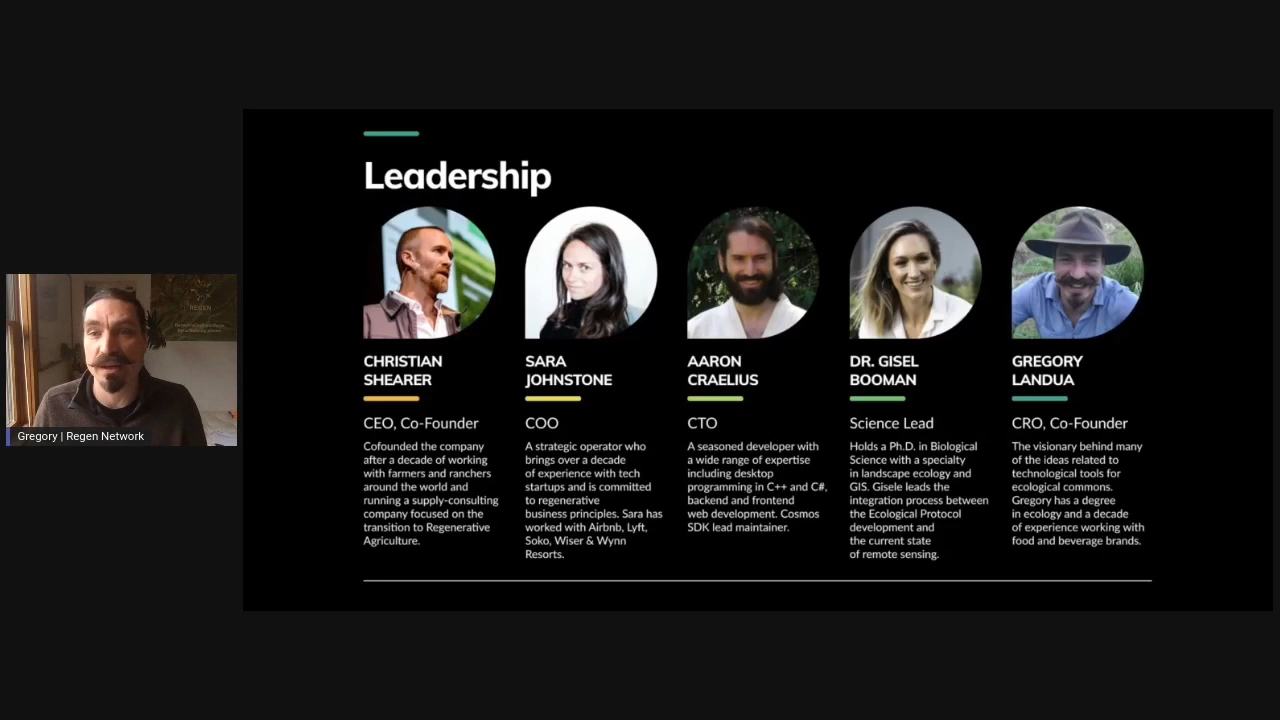 Leadership
CHRISTIAN
SHEARER
CEO, Co-Founder
Cofounded the company
after a decade of working
with farmers and ranchers
around the world and
running a supply-consulting
company focused on the
transition to Regenerative
Agriculture.
SARA
JOHNSTONE
COO
A strategic operator who
brings over a decade
of experience with tech
startups and is committed
to regenerative
business principles. Sara has
worked with Airbnb, Lyft,
Soko, Wiser & Wynn
Resorts.
AARON
CRAELIUS
CTO
A seasoned developer with
a wide range of expertise
including desktop
programming in C++ and C#,
backend and frontend
web development. Cosmos
SDK lead maintainer.
DR. GISEL
BOOMAN
Science Lead
Holds a Ph.D. in Biological
Science with a specialty
in landscape ecology and
GIS. Gisele leads the
integration process between
the Ecological Protocol
development and
the current state
of remote sensing.
GREGORY
LANDUA
CRO, Co-Founder
The visionary behind many
of the ideas related to
technological tools for
ecological commons.
Gregory has a degree
in ecology and a decade
of experience working with
food and beverage brands.
REGEN
Gregory | Regen Network